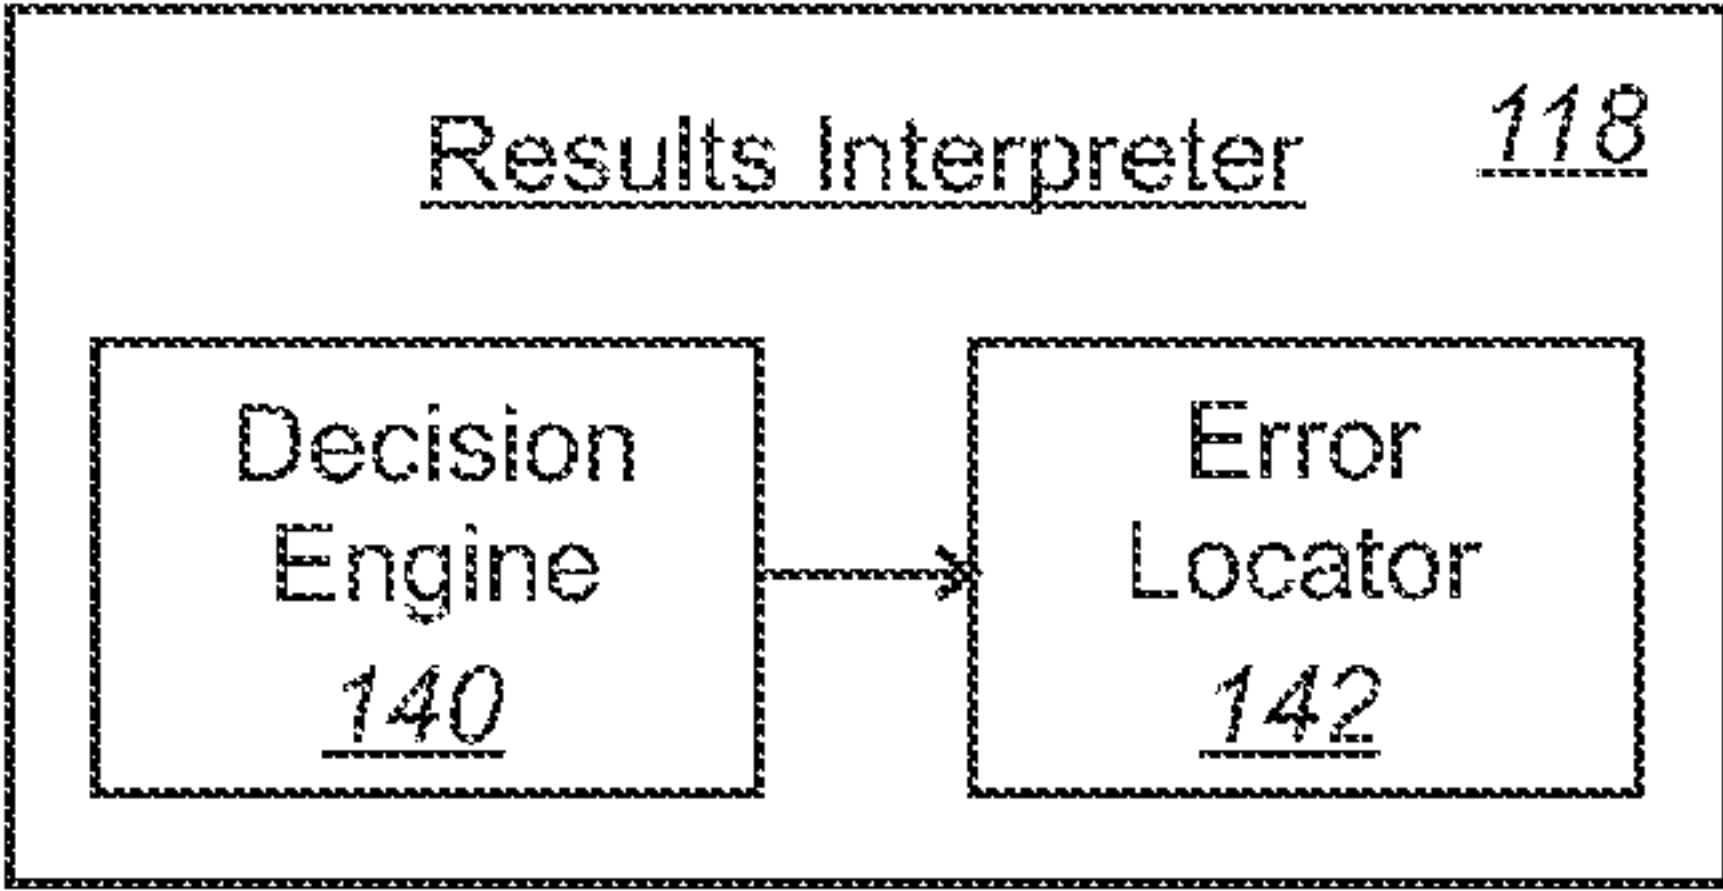 118
Results Interpreter
Decision
Engine
140
Error
Locator
142